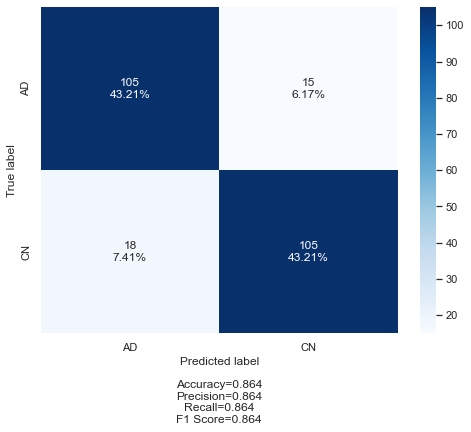 105
43.21%
15
6.17%
18
7.41%
105
43.21%
AD
CN
True label
AD
CN
Predicted label
Accuracy=0.864
Precision=0.864
Recall=0.864
F1 Score=0.864
100
90
80
70
60
50
40
30
20